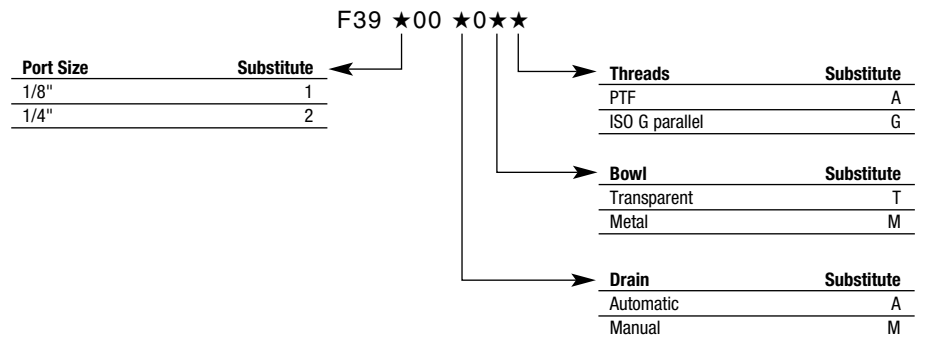 F39 ★00 ★0★★
Port Size Substitute
1/8" 1
1/4" 2
Threads Substitute
PTF A
ISO G parallel G
Bowl Substitute
Transparent T
Metal M
Drain Substitute
Automatic A
Manual M